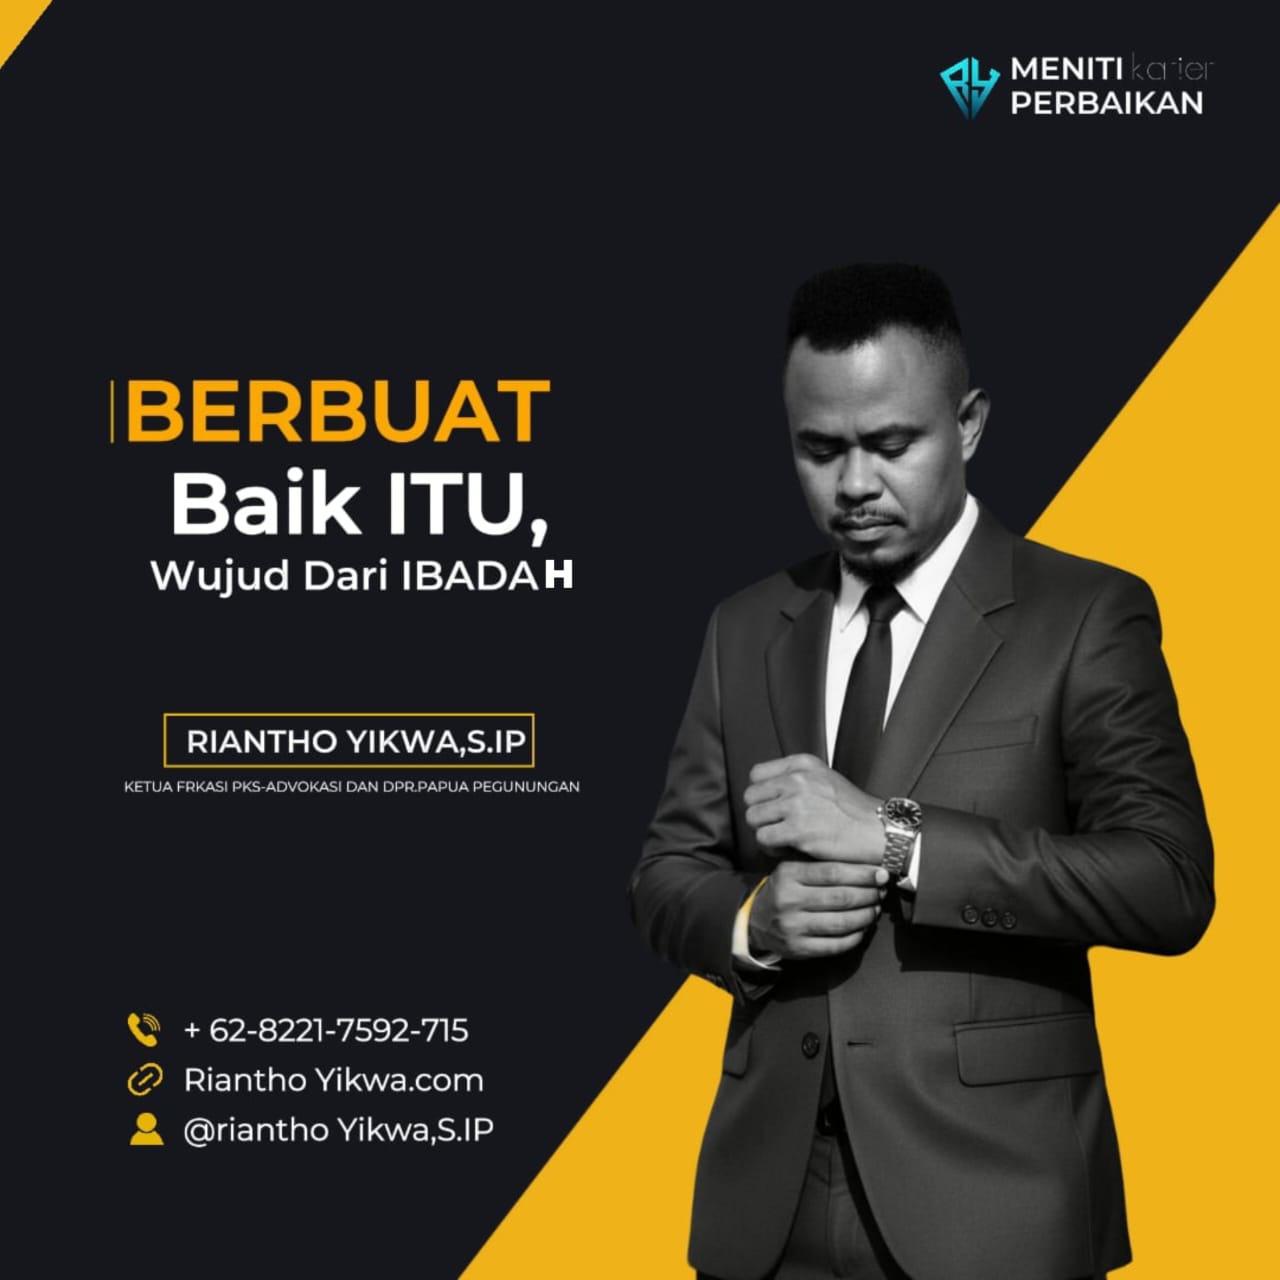 MENITI karier
PERBAIKAN
BERBUAT
Baik ITU,
Wujud Dari IBADAH
RIANTHO YIKWA,S.IP
KETUA FRKASI PKS-ADVOKASI DAN DPR.PAPUA PEGUNUNGAN
+ 62-8221-7592-715
Riantho Yikwa.com
@riantho Yikwa,S.IP